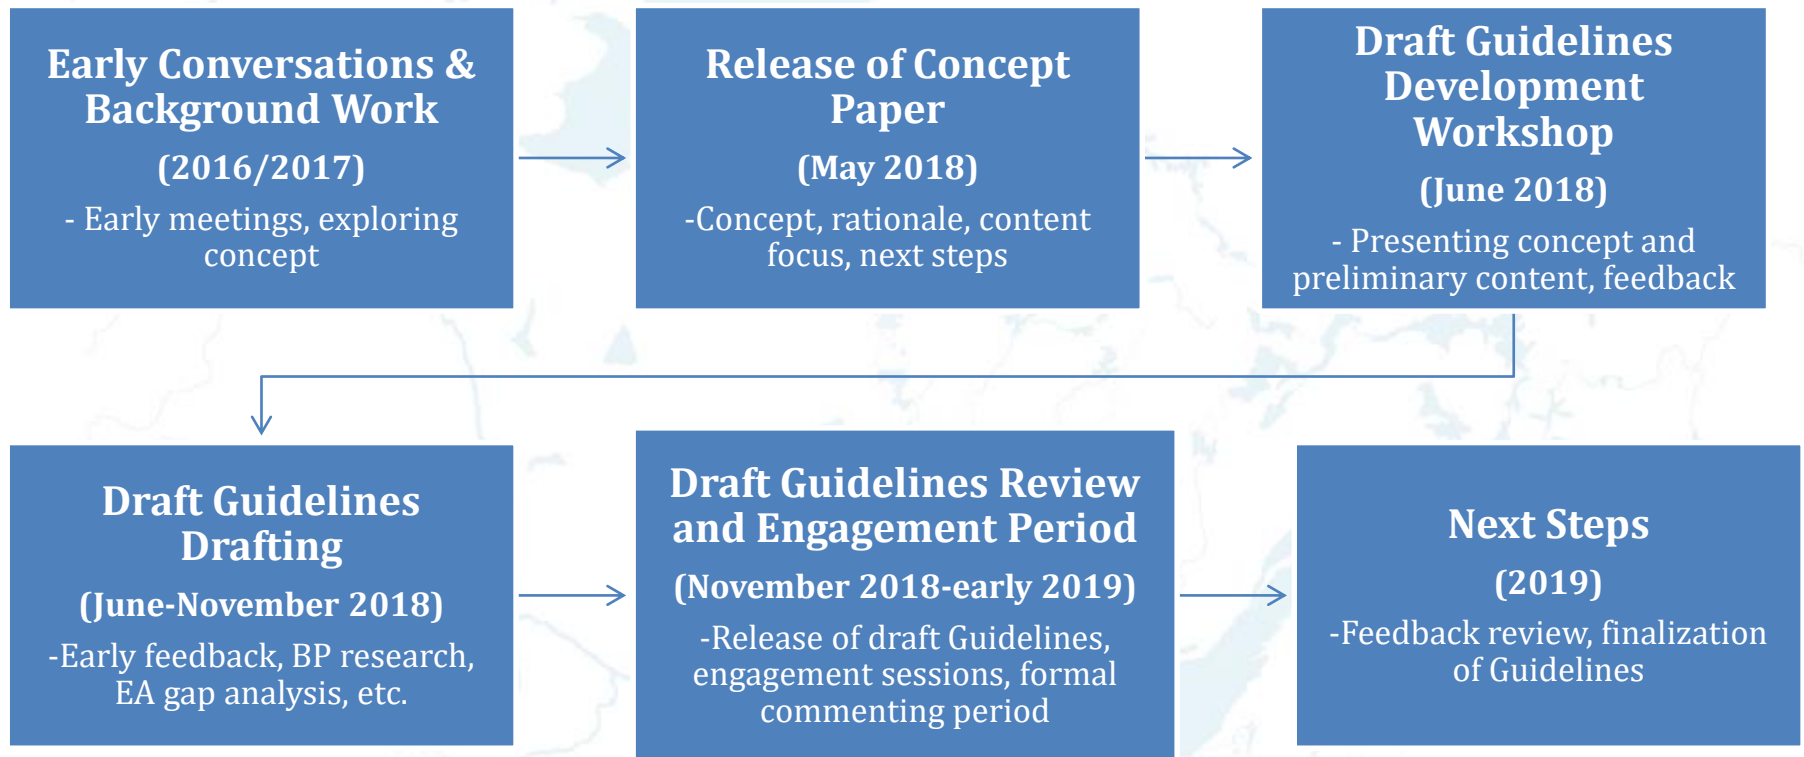 Early Conversations &
Background Work
(2016/2017)
- Early meetings, exploring
concept
Release of Concept
Paper
(May 2018)
-Concept, rationale, content
focus, next steps
Draft Guidelines
Development
Workshop
(June 2018)
- Presenting concept and
preliminary content, feedback
Draft Guidelines
Drafting
(June-November 2018)
-Early feedback, BP research,
EA gap analysis, etc.
Draft Guidelines Review
and Engagement Period
(November 2018-early 2019)
-Release of draft Guidelines,
engagement sessions, formal
commenting period
Next Steps
(2019)
-Feedback review, finalization
of Guidelines